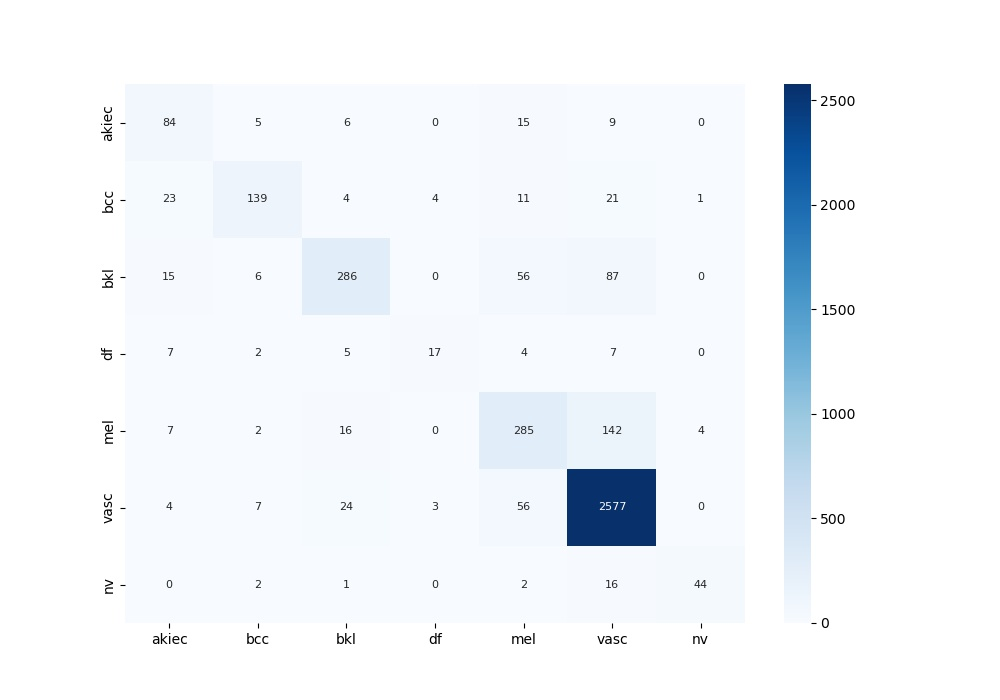 akiec 84 5 6 0 15 9 0
bcc 23 139 4 4 11 21 1
bkl 15 6 286 0 56 87 0
df 7 2 5 17 4 7 0
mel 7 2 16 0 285 142 4
vasc 4 7 24 3 56 2577 0
nv 0 2 1 0 2 16 44
akiec bcc bkl df mel vasc nv
2500
2000
1500
1000
500
0